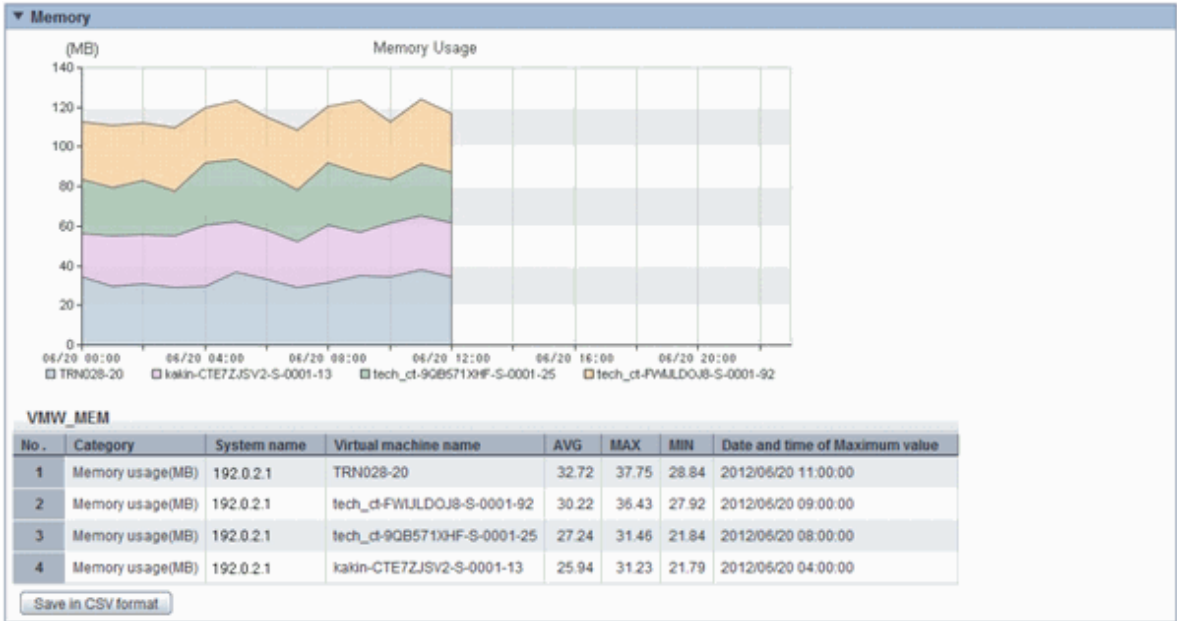 Memory
(MB) Memory Usage
140
120
100
80
60
40
20
0
06/20 00:00 06/20 04:00 06/20 08:00 06/20 12:00 06/20 16:00 06/20 20:00
TRN028-20 kakin-CTE7ZJSV2-S-0001-13 tech_ct-9QB571XHF-S-0001-25 tech_ct-FWIJLDOJ8-S-0001-92
VMW_MEM
No. Category System name Virtual machine name AVG MAX MIN Date and time of Maximum value
1 Memory usage(MB) 192.0.2.1 TRN028-20 32.72 37.75 28.84 2012/06/20 11:00:00
2 Memory usage(MB) 192.0.2.1 tech_ct-FWIJLDOJ8-S-0001-92 30.22 36.43 27.92 2012/06/20 09:00:00
3 Memory usage(MB) 192.0.2.1 tech_ct-9QB571XHF-S-0001-25 27.24 31.46 21.84 2012/06/20 08:00:00
4 Memory usage(MB) 192.0.2.1 kakin-CTE7ZJSV2-S-0001-13 25.94 31.23 21.79 2012/06/20 04:00:00
Save in CSV format